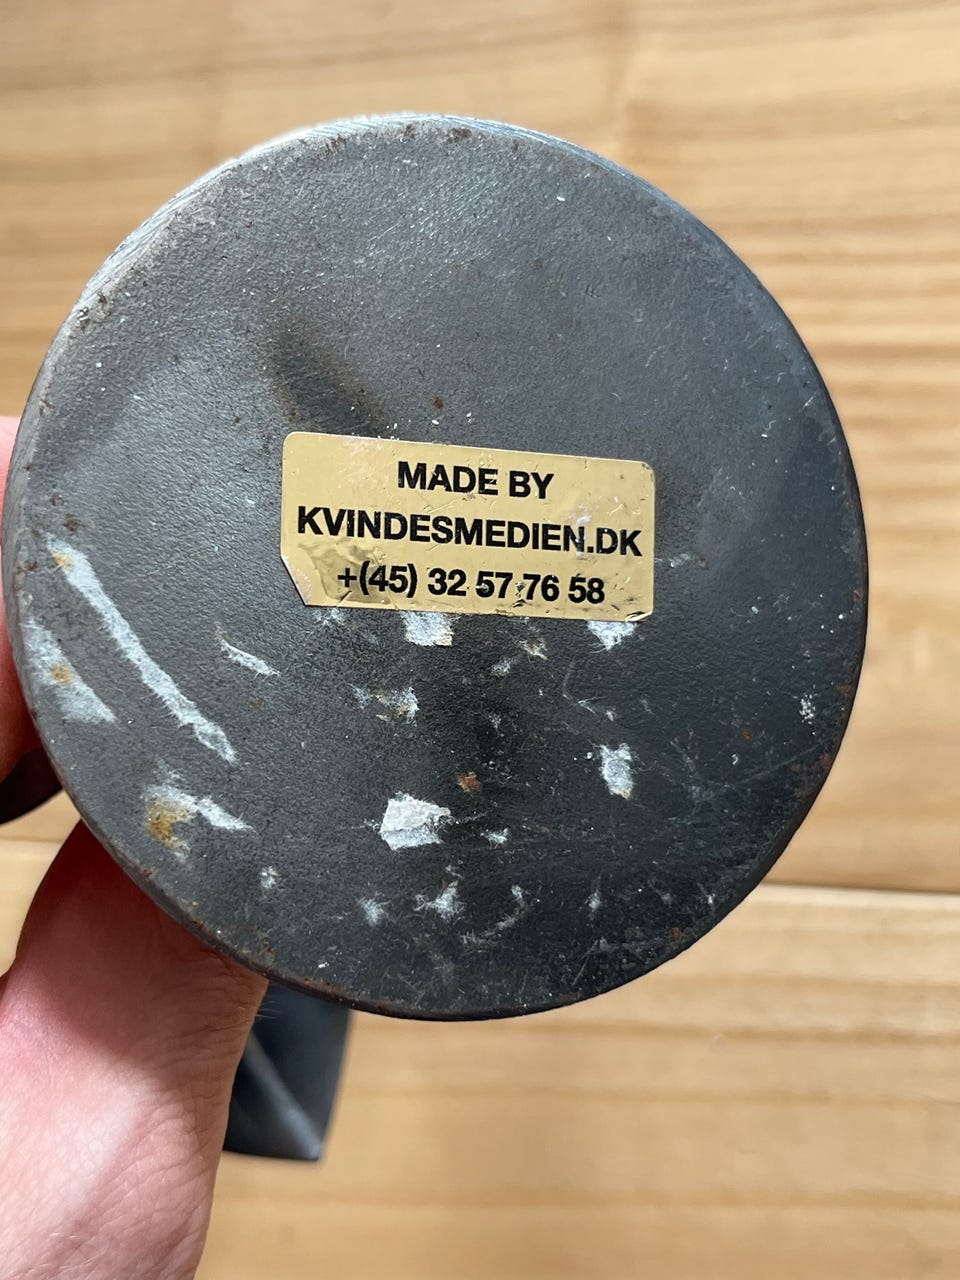 MADE BY
KVINDESMEDIEN.DK
+(45) 32 57 76 58